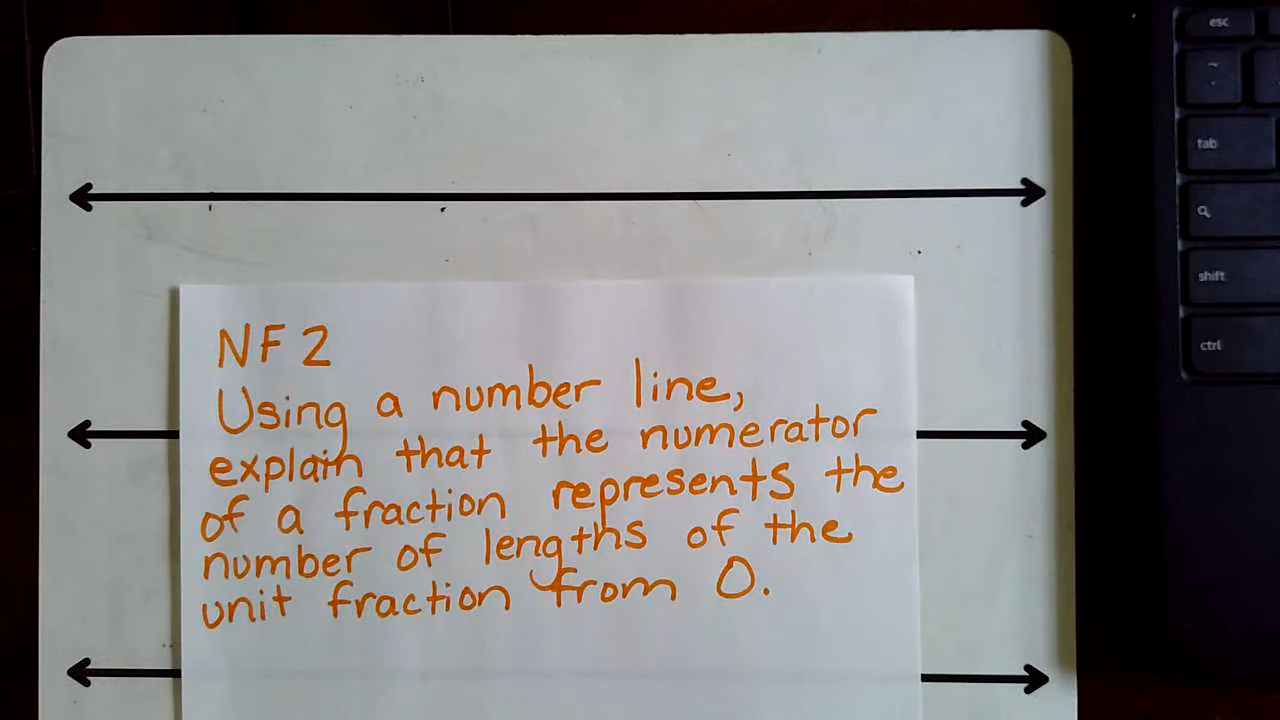 NF 2
Using a number line,
explain that the numerator
of a fraction represents the
number of lengths of the
unit fraction from 0.
esc
~
tab
shift
ctrl